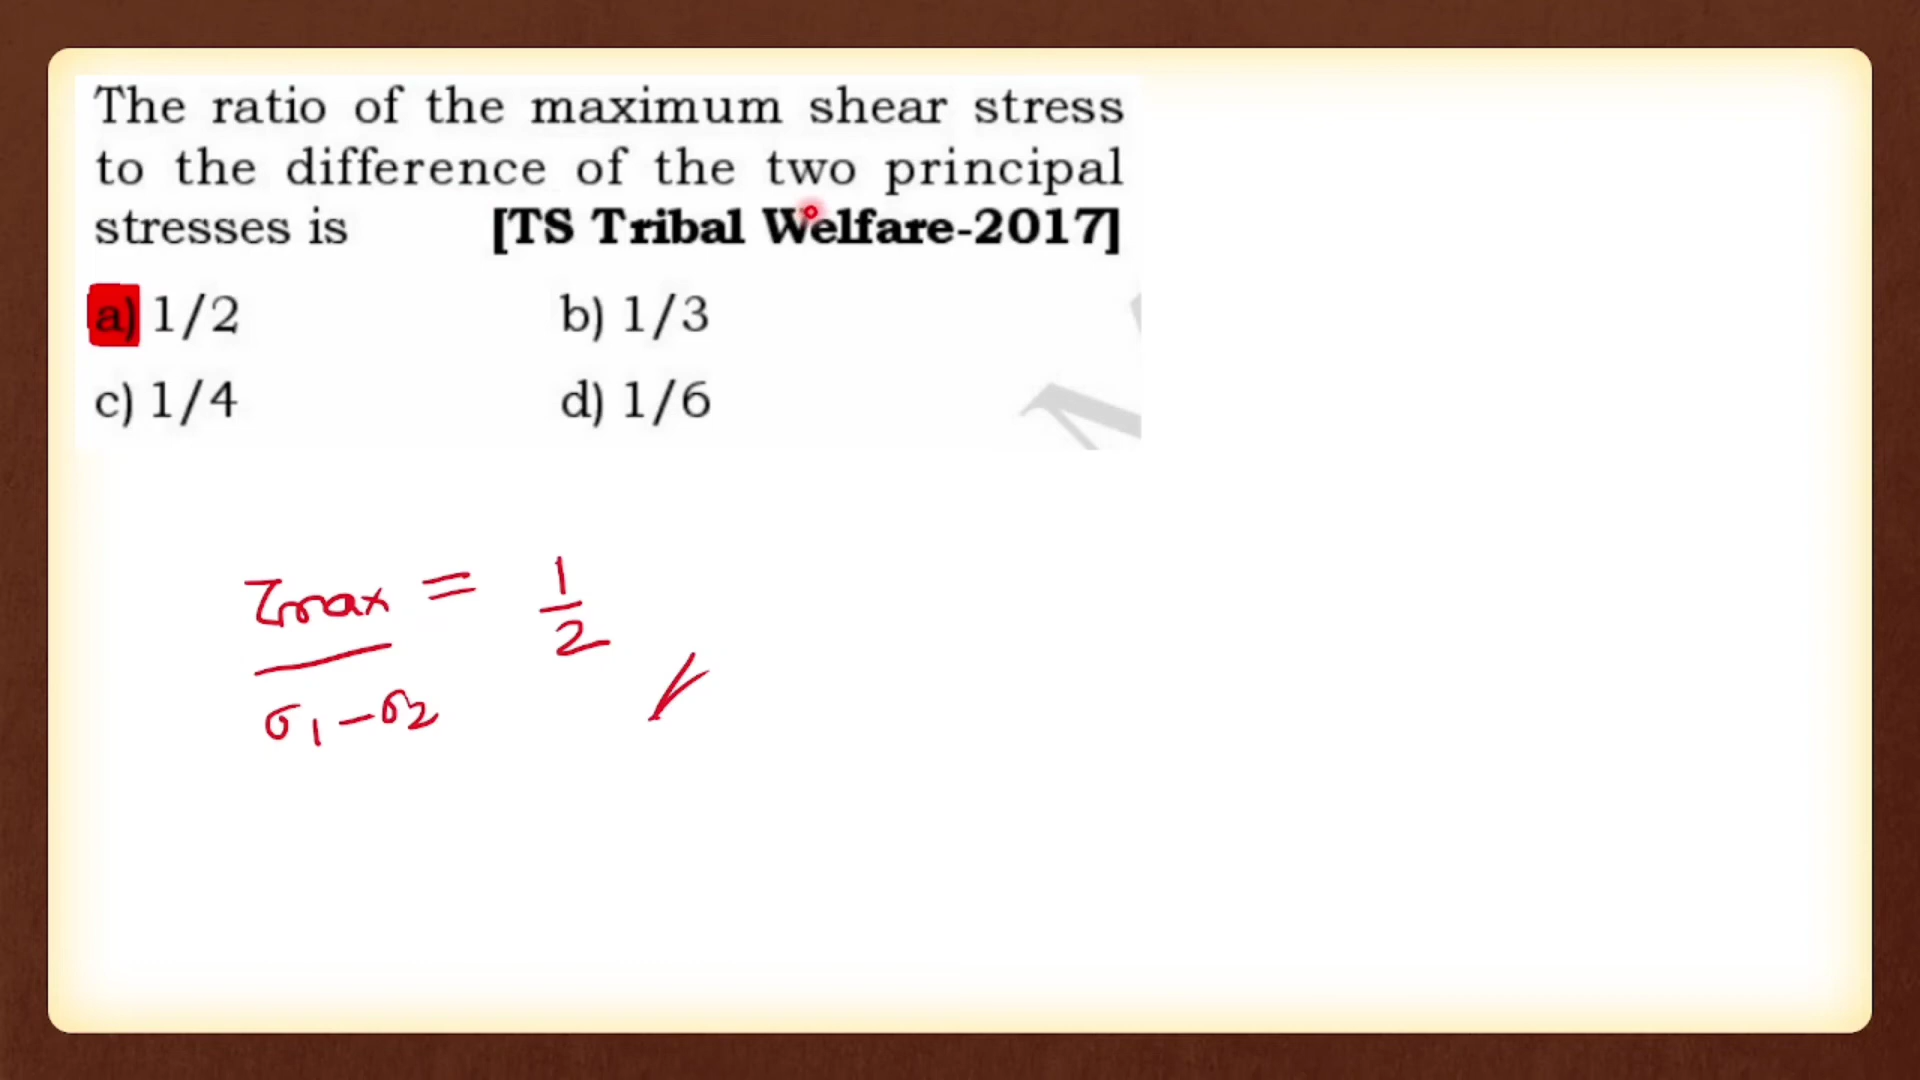 The ratio of the maximum shear stress
to the difference of the two principal
stresses is [TS Tribal Welfare-2017]
a) 1/2 b) 1/3
c) 1/4 d) 1/6
τmax = 1/2
σ1-σ2